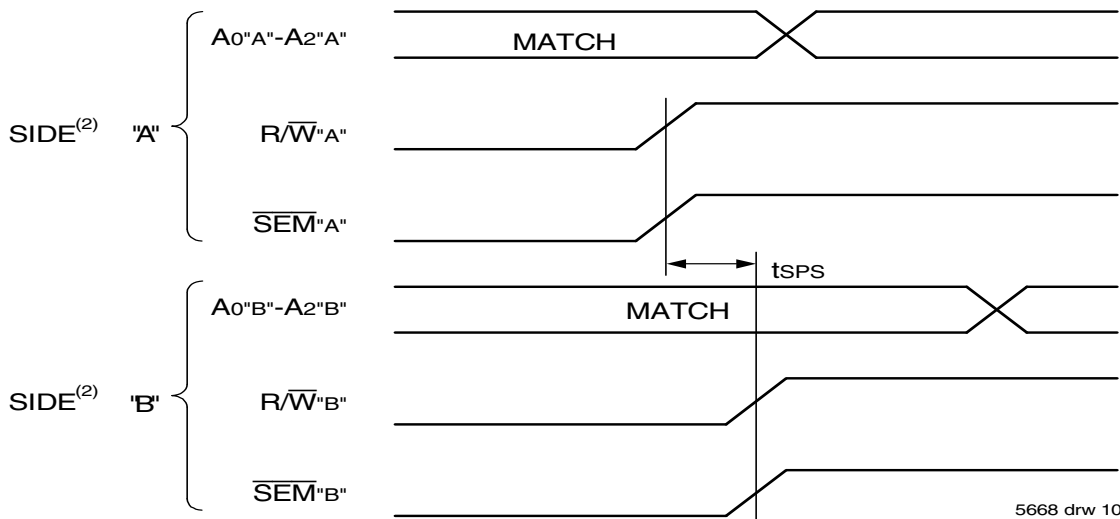 A0"A"-A2"A"
MATCH
SIDE(2) "A"
R/W"A"
SEM"A"
tSPS
A0"B"-A2"B"
MATCH
SIDE(2) "B"
R/W"B"
SEM"B"
5668 drw 10